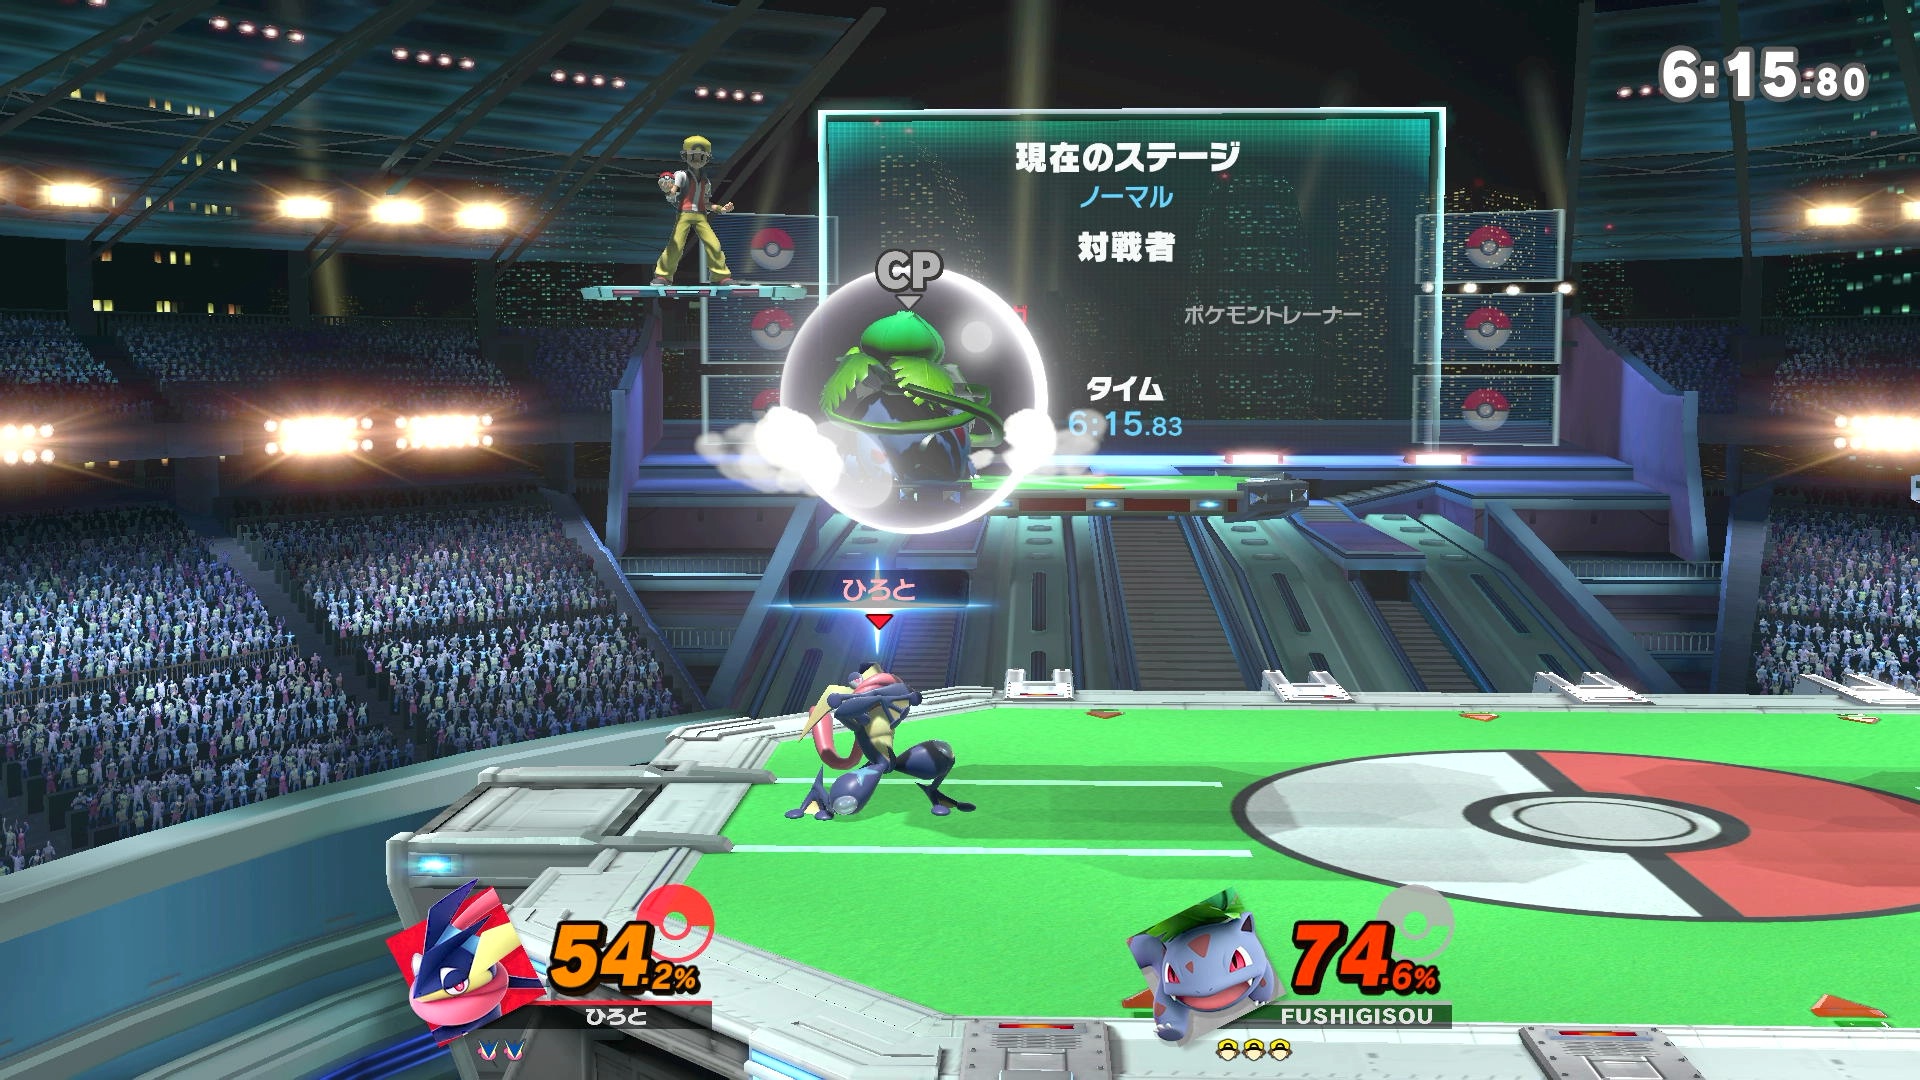 6:15.80
現在のステージ
ノーマル
対戦者
CP
ポケモントレーナー
タイム
6:15.83
ひろと
54.2%
ひろと
74.6%
FUSHIGISOU